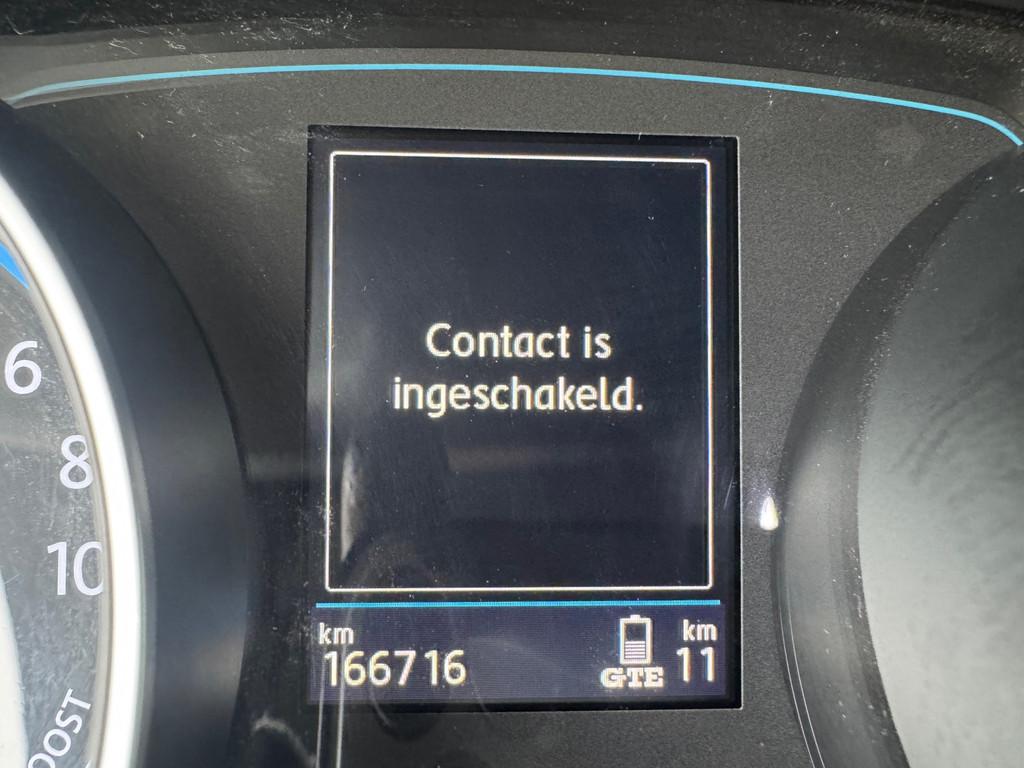 Contact is
ingeschakeld.
6
8
10
km
166716
GTE
km
11